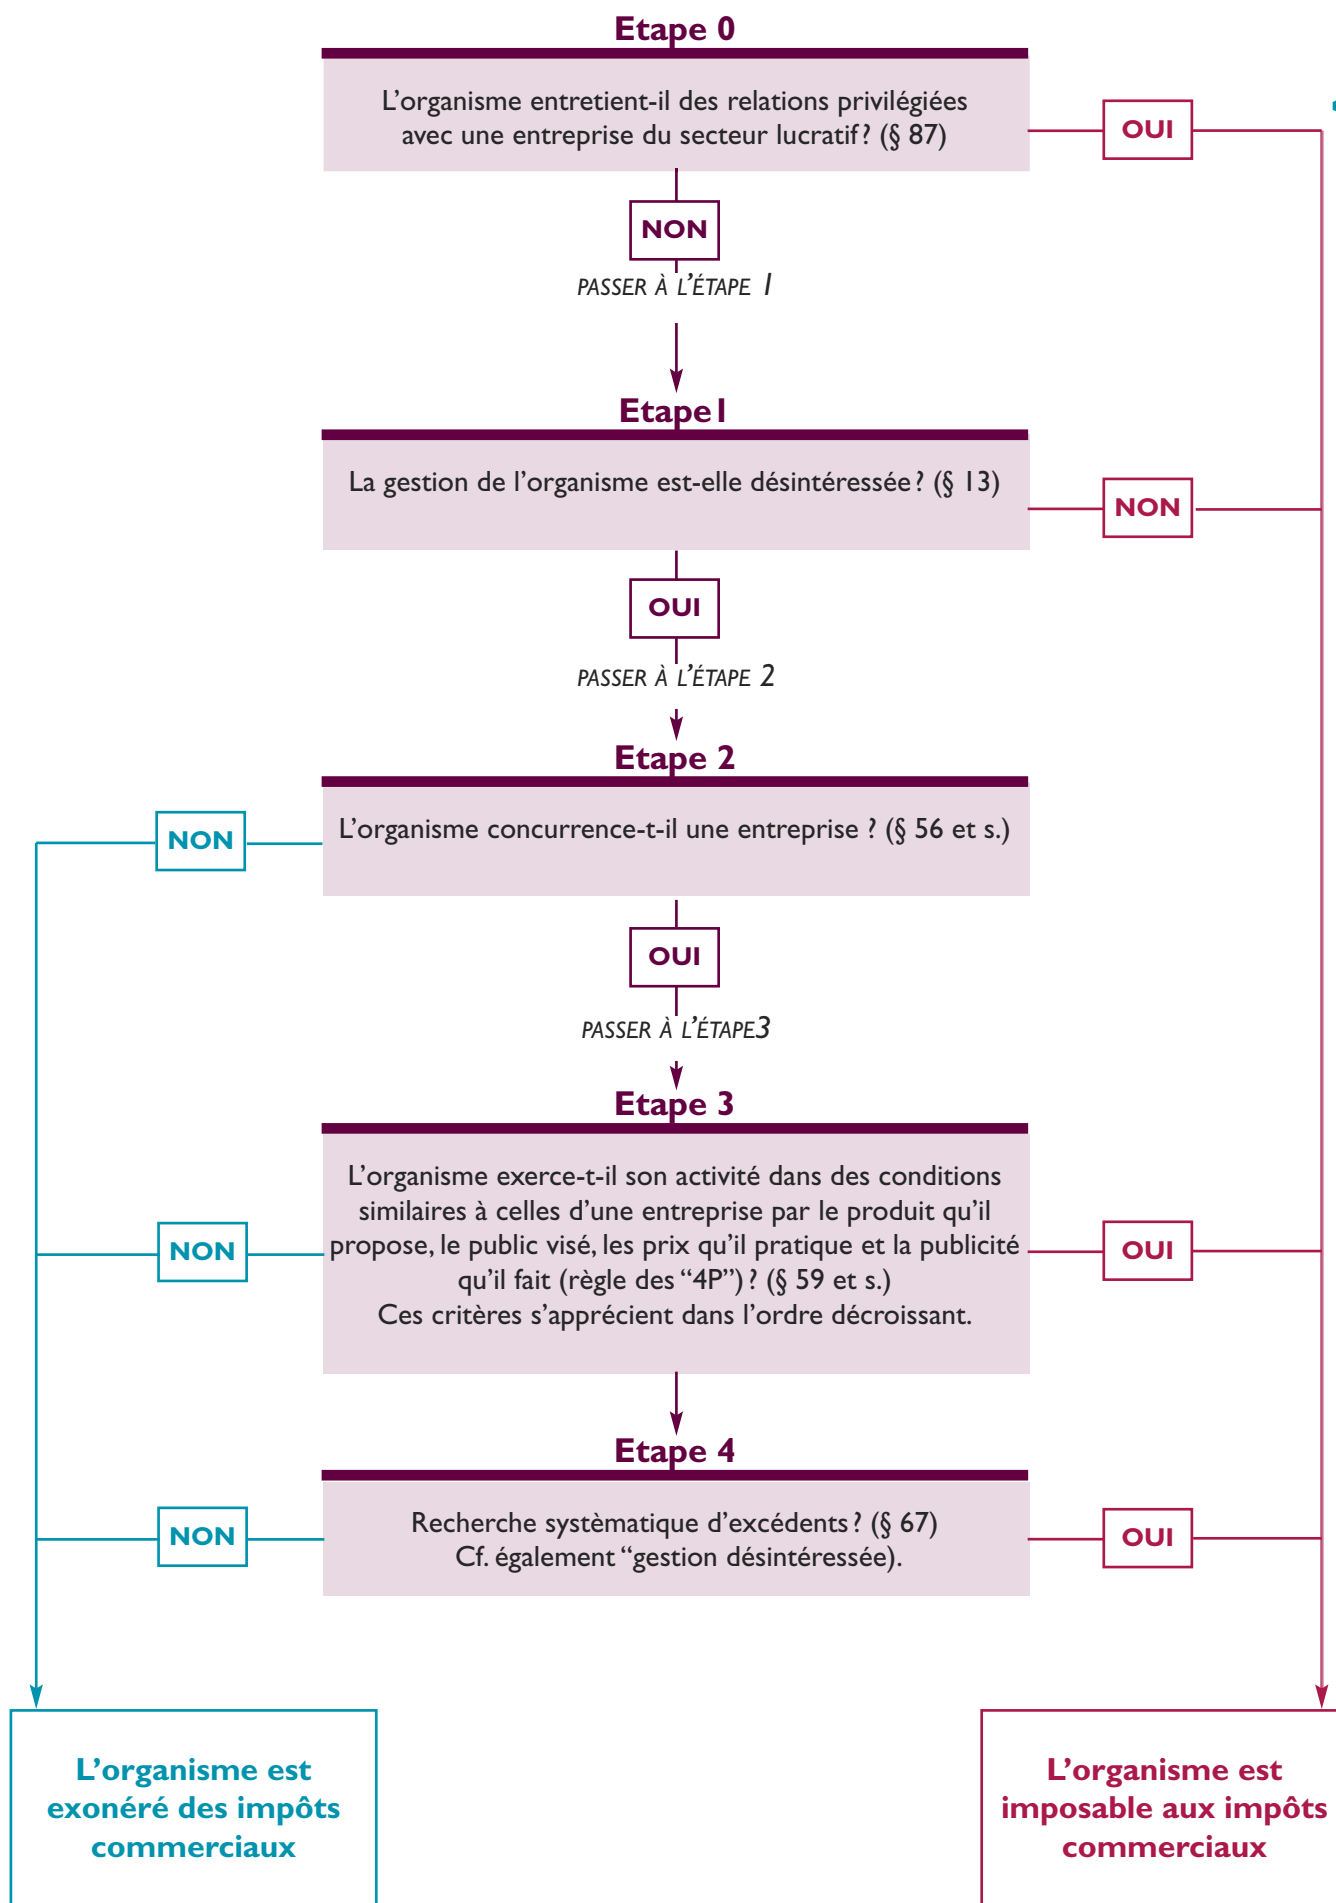 Etape 0
L’organisme entretient-il des relations privilégiées
avec une entreprise du secteur lucratif ? (§ 87)
OUI
NON
PASSER À L’ÉTAPE 1
Etape1
La gestion de l’organisme est-elle désintéressée ? (§ 13)
NON
OUI
PASSER À L’ÉTAPE 2
Etape 2
L’organisme concurrence-t-il une entreprise ? (§ 56 et s.)
NON
OUI
PASSER À L’ÉTAPE3
Etape 3
L’organisme exerce-t-il son activité dans des conditions
similaires à celles d’une entreprise par le produit qu’il
propose, le public visé, les prix qu’il pratique et la publicité
qu’il fait (règle des “4P”) ? (§ 59 et s.)
Ces critères s’apprécient dans l’ordre décroissant.
NON
OUI
Etape 4
Recherche systèmatique d’excédents ? (§ 67)
Cf. également “gestion désintéressée).
NON
OUI
L’organisme est
exonéré des impôts
commerciaux
L’organisme est
imposable aux impôts
commerciaux